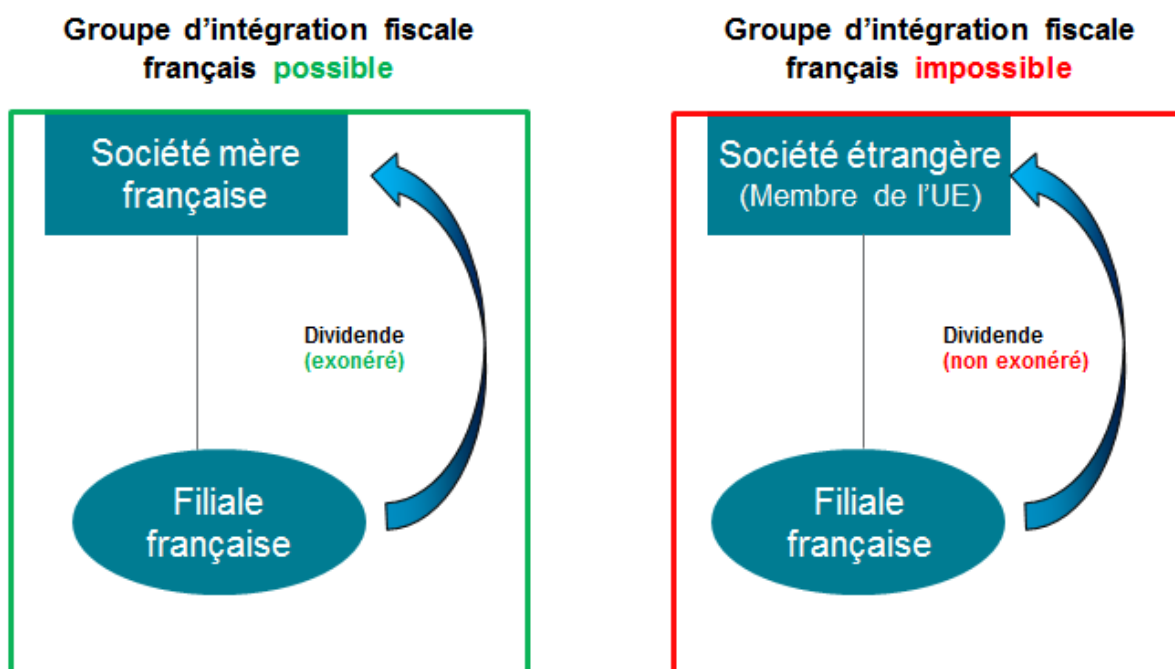 Groupe d’intégration fiscale
français possible
Société mère
française
Dividende
(exonéré)
Filiale
française
Groupe d’intégration fiscale
français impossible
Société étrangère
(Membre de l’UE)
Dividende
(non exonéré)
Filiale
française